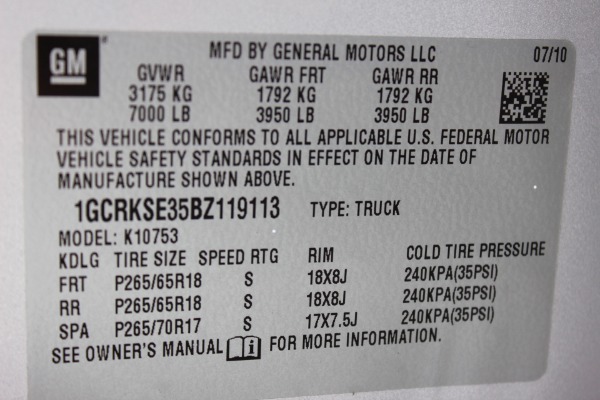 GM
MFD BY GENERAL MOTORS LLC 07/10
GVWR GAWR FRT GAWR RR
3175 KG 1792 KG 1792 KG
7000 LB 3950 LB 3950 LB
THIS VEHICLE CONFORMS TO ALL APPLICABLE U.S. FEDERAL MOTOR
VEHICLE SAFETY STANDARDS IN EFFECT ON THE DATE OF
MANUFACTURE SHOWN ABOVE.
1GCRKSE35BZ119113 TYPE: TRUCK
MODEL: K10753
KDLG TIRE SIZE SPEED RTG RIM COLD TIRE PRESSURE
FRT P265/65R18 S 18X8J 240KPA(35PSI)
RR P265/65R18 S 18X8J 240KPA(35PSI)
SPA P265/70R17 S 17X7.5J 240KPA(35PSI)
SEE OWNER'S MANUAL FOR MORE INFORMATION.